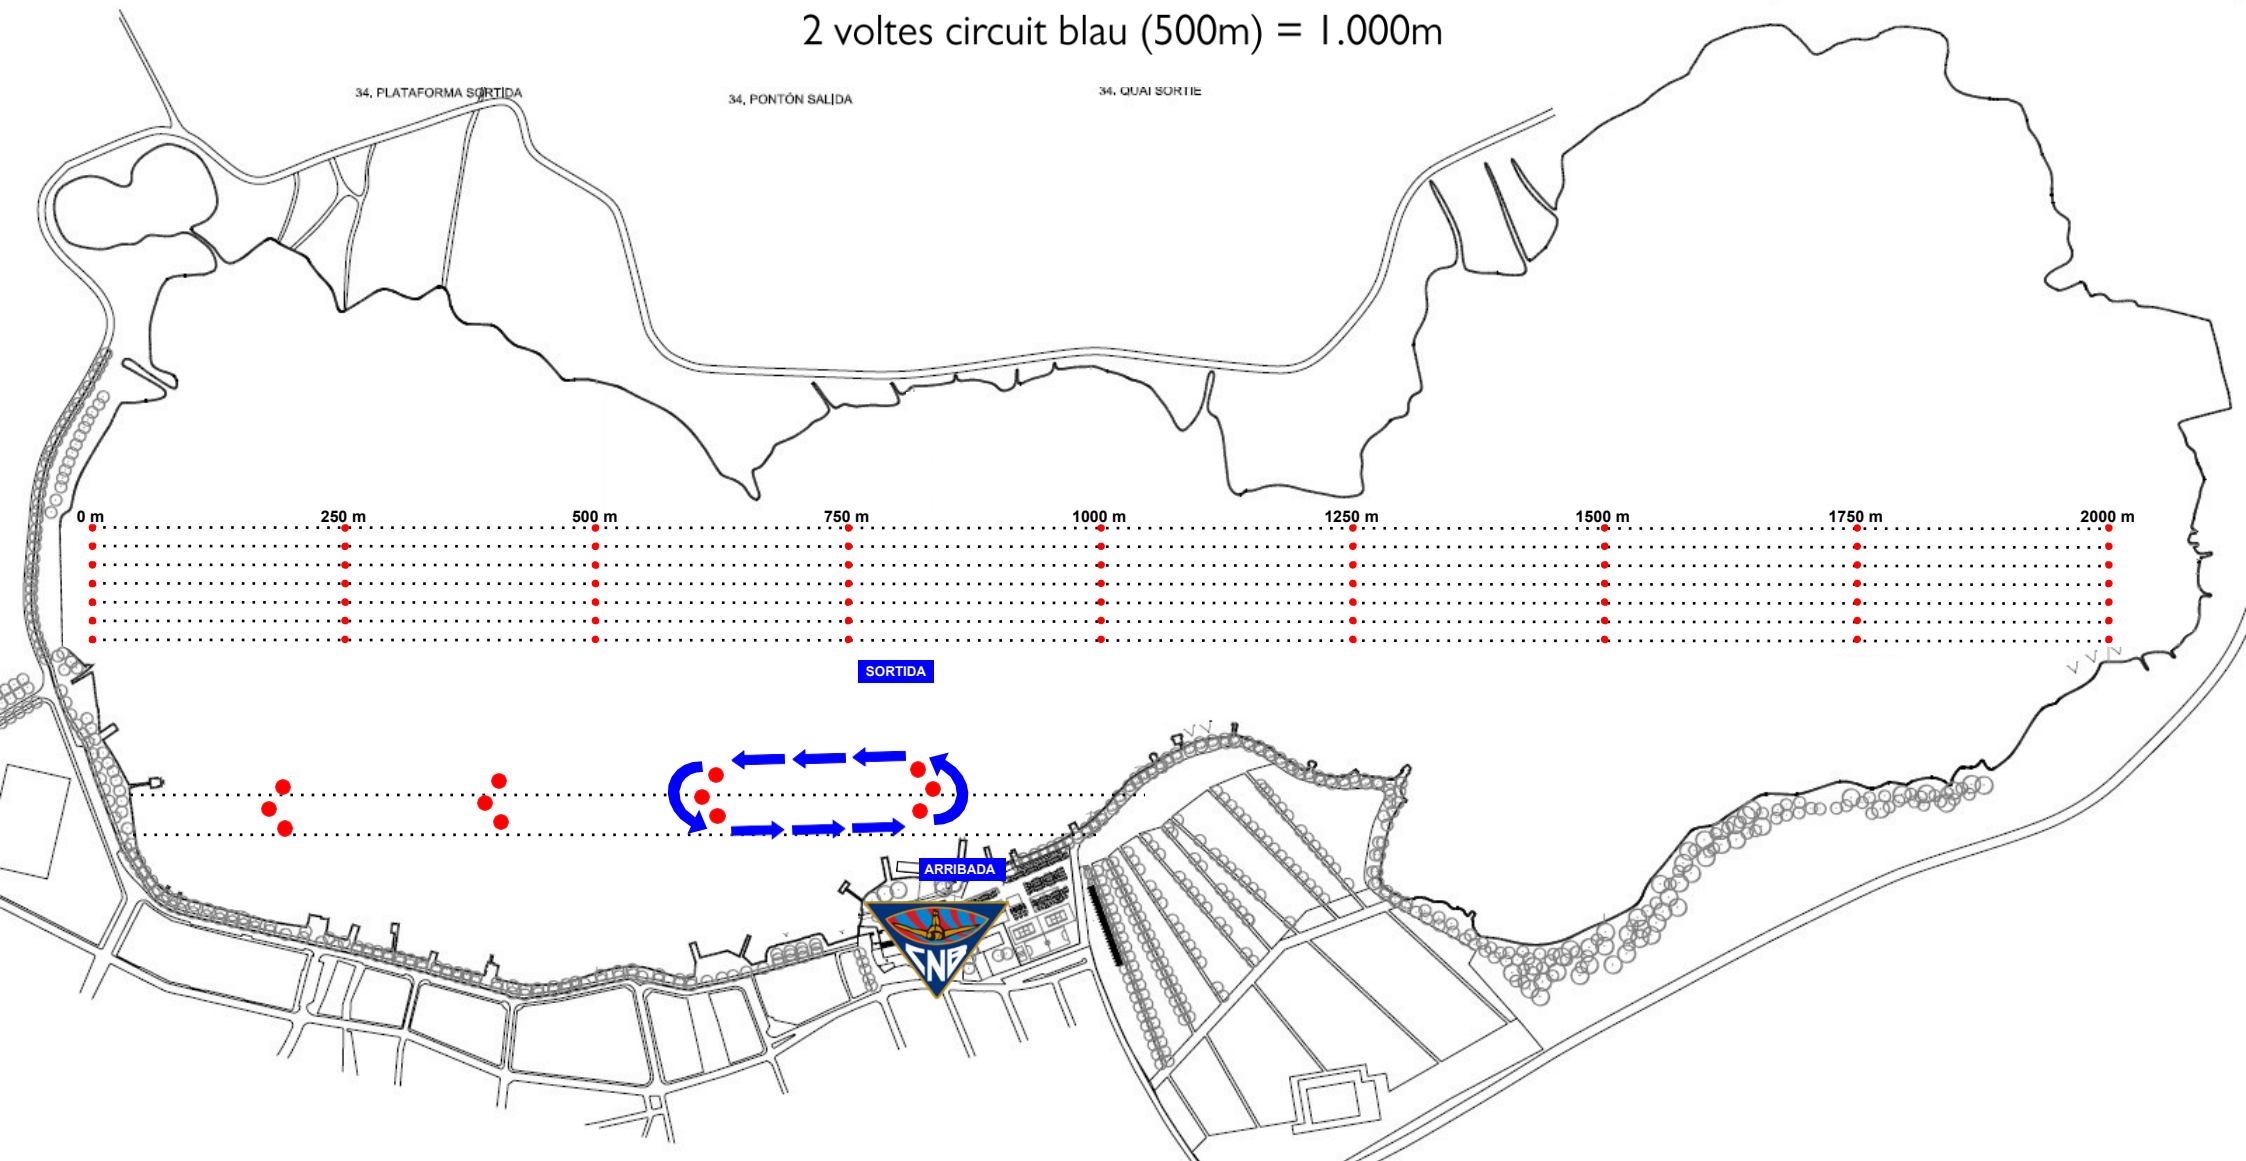 2 voltes circuit blau (500m) = 1.000m
34, PLATAFORMA SORTIDA
34, PONTÓN SALIDA
34, QUAI SORTIE
0 m
250 m
500 m
750 m
1000 m
1250 m
1500 m
1750 m
2000 m
SORTIDA
ARRIBADA
CNB